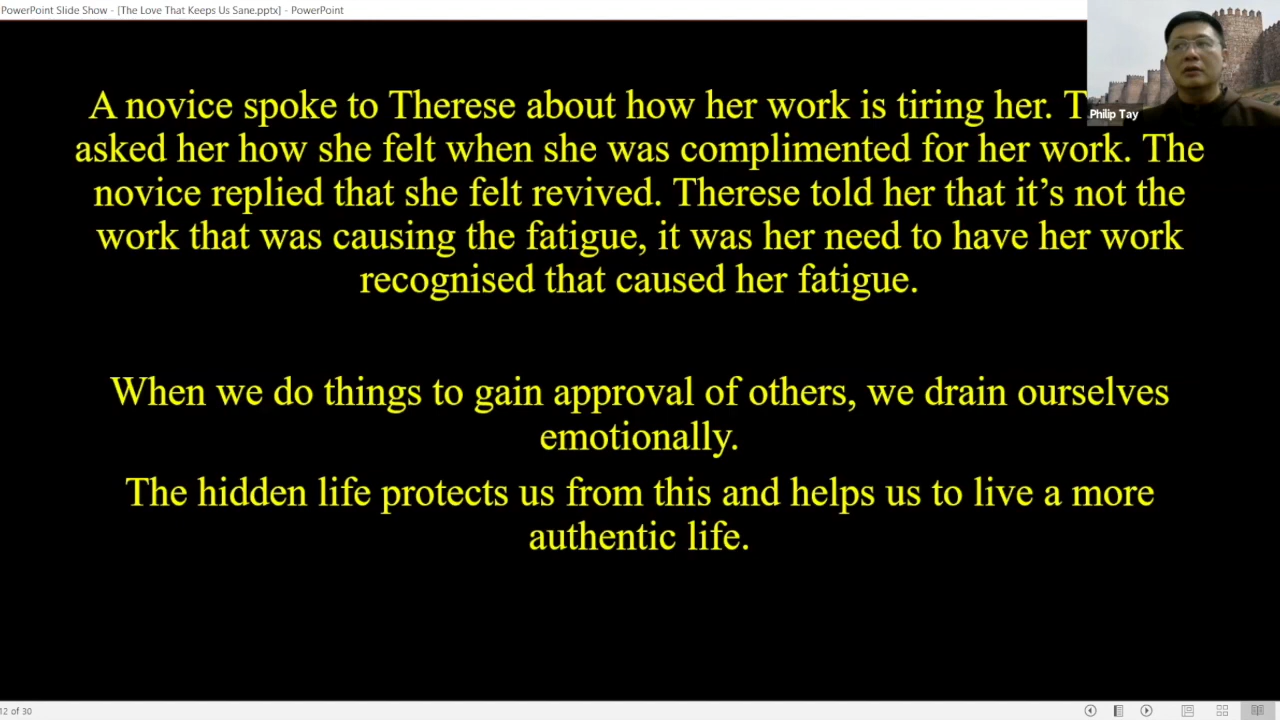 PowerPoint Slide Show - [The Love That Keeps Us Sane.pptx] - PowerPoint
A novice spoke to Therese about how her work is tiring her. T
Philip Tay
asked her how she felt when she was complimented for her work. The
novice replied that she felt revived. Therese told her that it’s not the
work that was causing the fatigue, it was her need to have her work
recognised that caused her fatigue.
When we do things to gain approval of others, we drain ourselves
emotionally.
The hidden life protects us from this and helps us to live a more
authentic life.
12 of 30